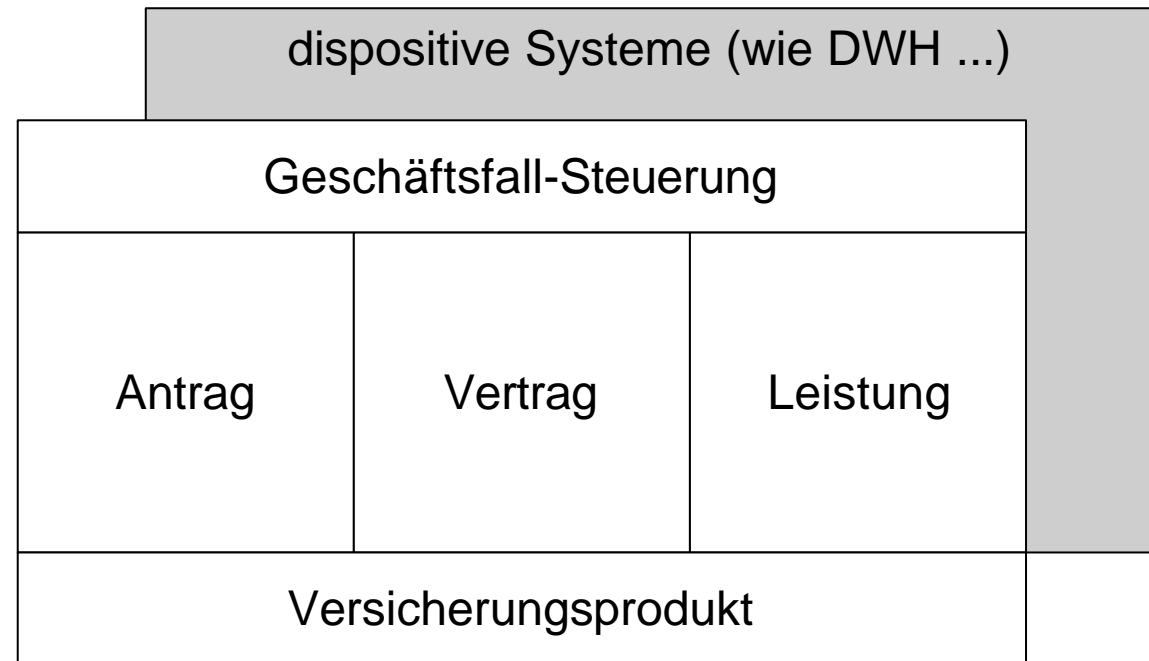 dispositive Systeme (wie DWH ...)
Geschäftsfall-Steuerung
Antrag
Vertrag
Leistung
Versicherungsprodukt